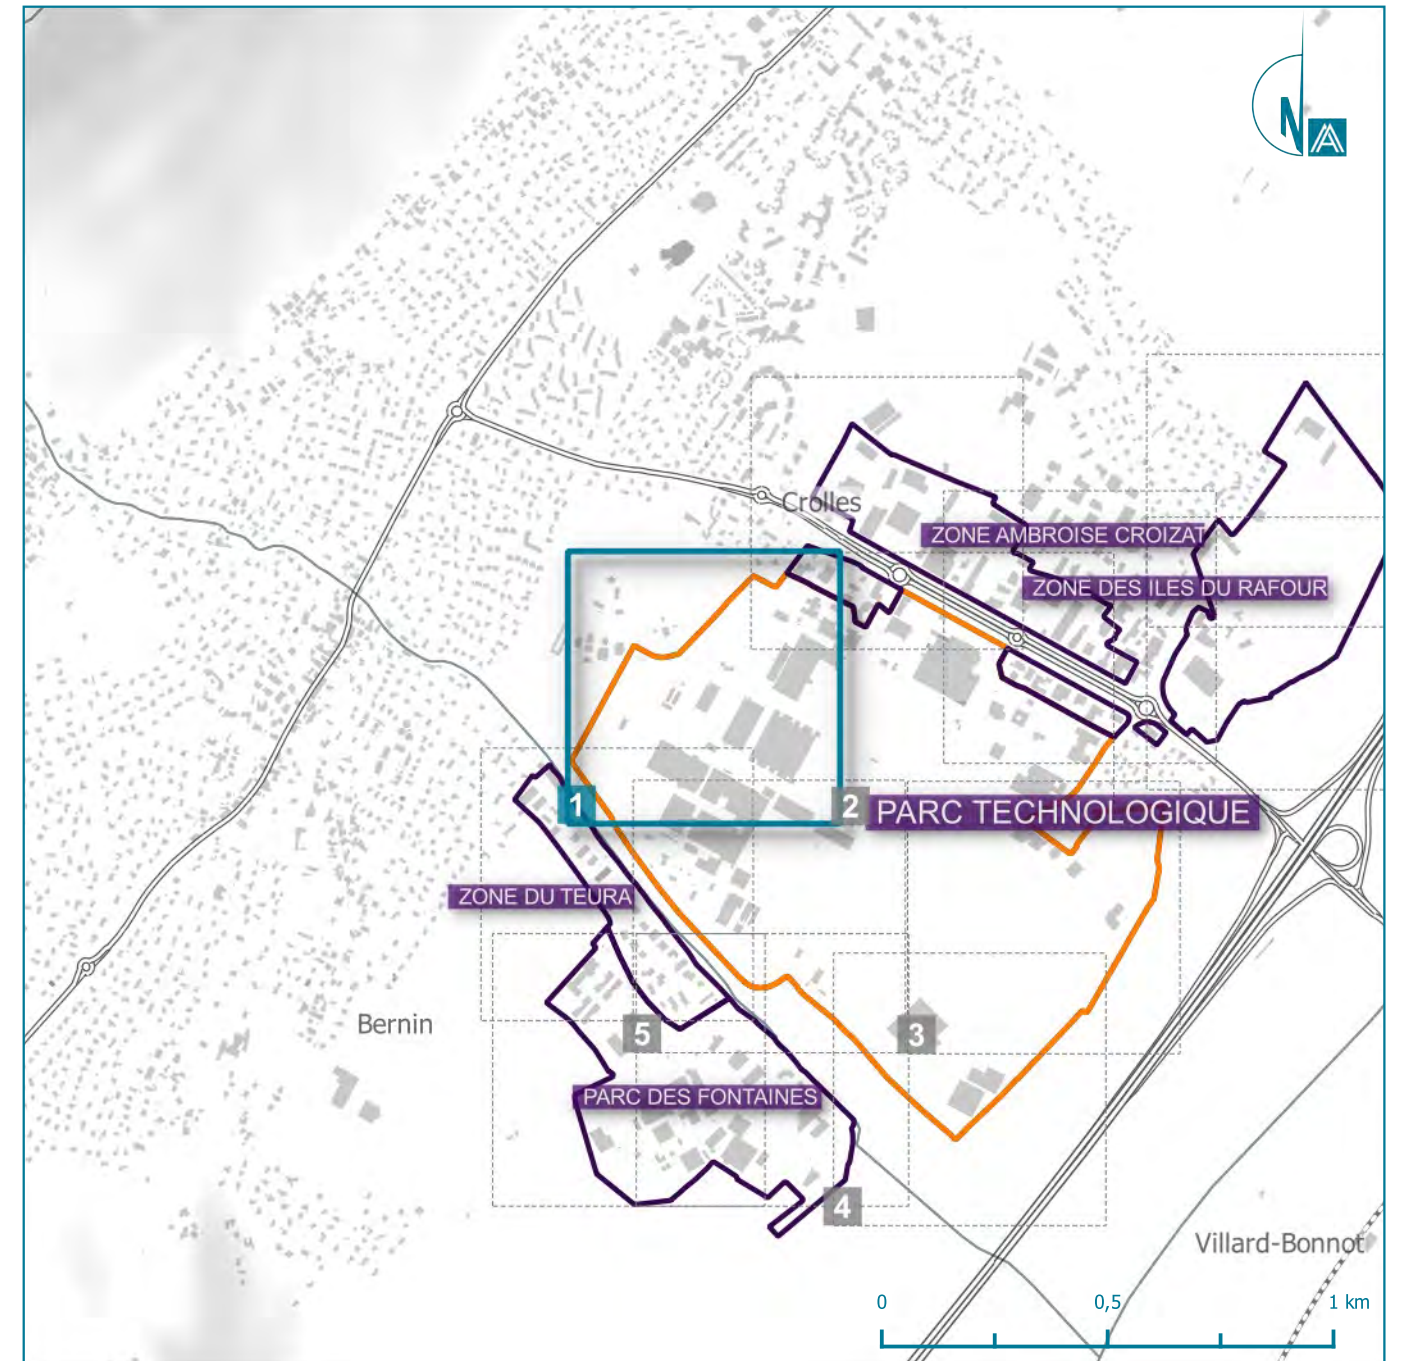 N
Crolles
ZONE AMBROISE CROIZAT
ZONE DES ILES DU RAFOUR
1
2
PARC TECHNOLOGIQUE
ZONE DU TEURA
Bernin
5
3
PARC DES FONTAINES
4
Villard-Bonnot
0 0,5 1 km